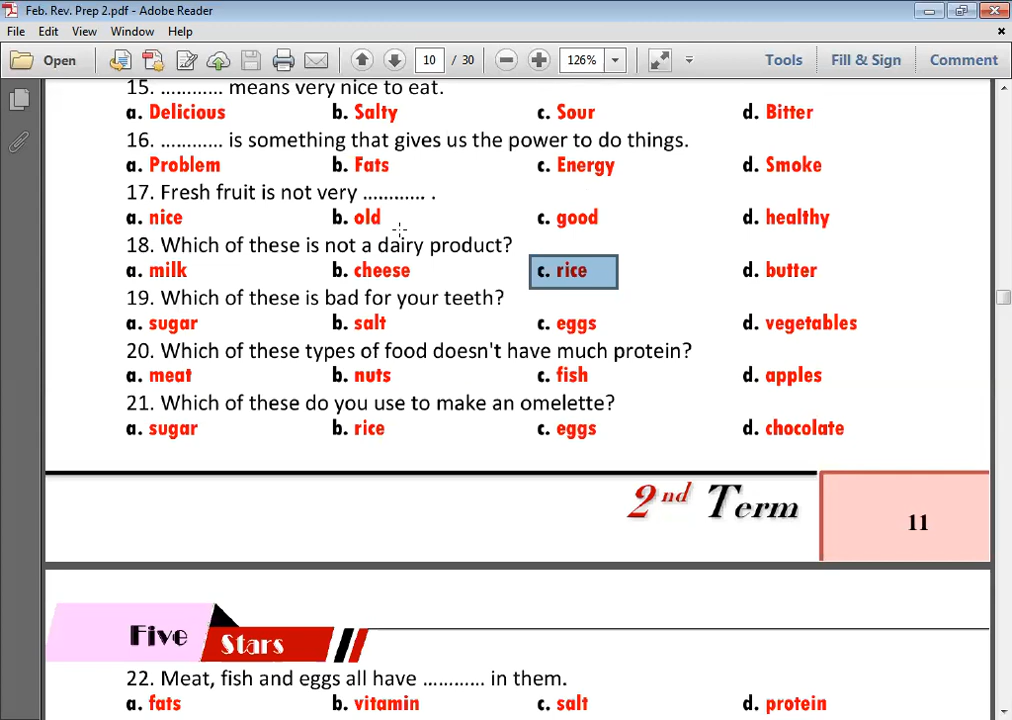 Feb. Rev. Prep 2.pdf - Adobe Reader
File Edit View Window Help
Open 10 / 30 126% Tools Fill & Sign Comment
15. ………… means very nice to eat.
a. Delicious b. Salty c. Sour d. Bitter
16. ………… is something that gives us the power to do things.
a. Problem b. Fats c. Energy d. Smoke
17. Fresh fruit is not very ………… .
a. nice b. old c. good d. healthy
18. Which of these is not a dairy product?
a. milk b. cheese c. rice d. butter
19. Which of these is bad for your teeth?
a. sugar b. salt c. eggs d. vegetables
20. Which of these types of food doesn't have much protein?
a. meat b. nuts c. fish d. apples
21. Which of these do you use to make an omelette?
a. sugar b. rice c. eggs d. chocolate
2nd Term
11
Five Stars
22. Meat, fish and eggs all have ………… in them.
a. fats b. vitamin c. salt d. protein